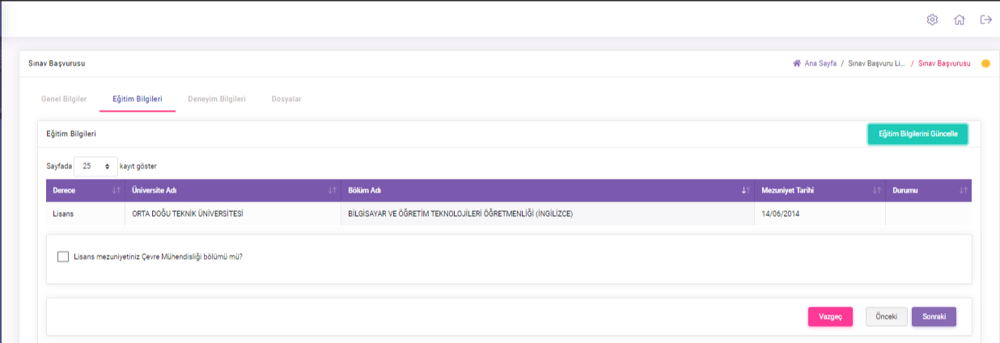 Sınav Başvurusu
Ana Sayfa / Sınav Başvuru Li... / Sınav Başvurusu
Genel Bilgiler Eğitim Bilgileri Deneyim Bilgileri Dosyalar
Eğitim Bilgileri
Eğitim Bilgilerini Güncelle
Sayfada 25 kayıt göster
Derece Üniversite Adı Bölüm Adı Mezuniyet Tarihi Durumu
Lisans ORTA DOĞU TEKNİK ÜNİVERSİTESİ BİLGİSAYAR VE ÖĞRETİM TEKNOLOJİLERİ ÖĞRETMENLİĞİ (İNGİLİZCE) 14/06/2014
Lisans mezuniyetiniz Çevre Mühendisliği bölümü mü?
Vazgeç Önceki Sonraki